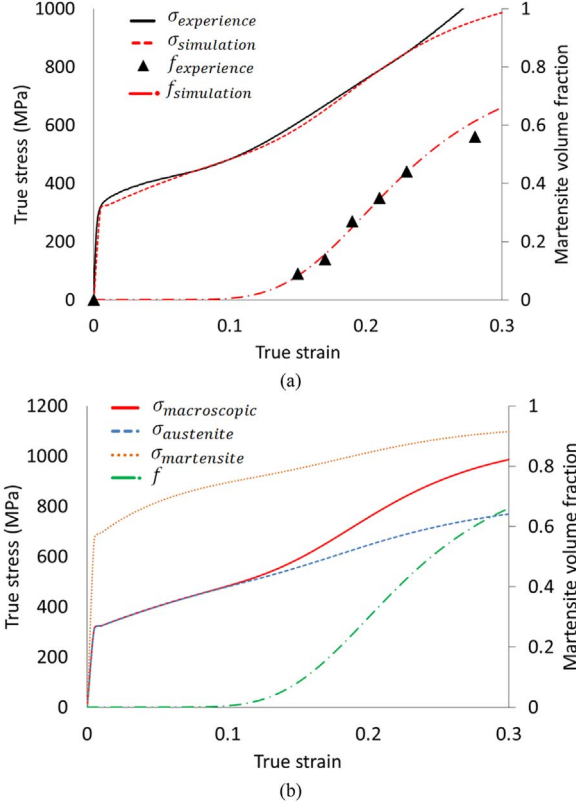 1000
800
600
400
200
0
True stress (MPa)
σexperience
σsimulation
fexperience
fsimulation
1
0.8
0.6
0.4
0.2
0
Martensite volume fraction
0
0.1
0.2
0.3
True strain
(a)
1200
1000
800
600
400
200
0
True stress (MPa)
σmacroscopic
σaustenite
σmartensite
f
1
0.8
0.6
0.4
0.2
0
Martensite volume fraction
0
0.1
0.2
0.3
True strain
(b)